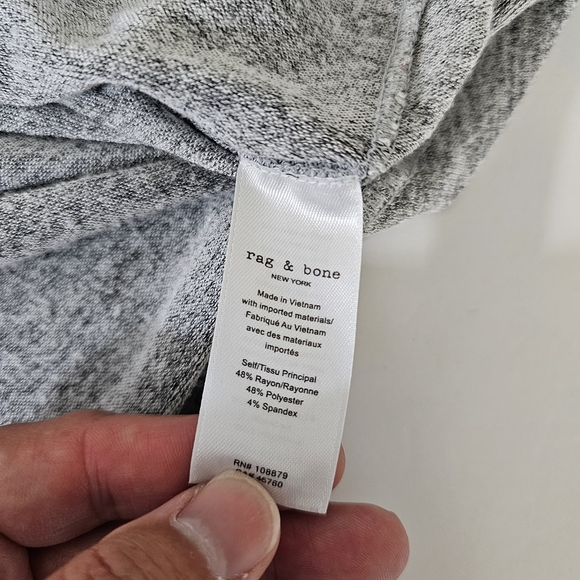 rag & bone
NEW YORK
Made in Vietnam
with imported materials/
Fabriqué Au Vietnam
avec des materiaux
importés
Self/Tissu Principal
48% Rayon/Rayonne
48% Polyester
4% Spandex
RN# 108879